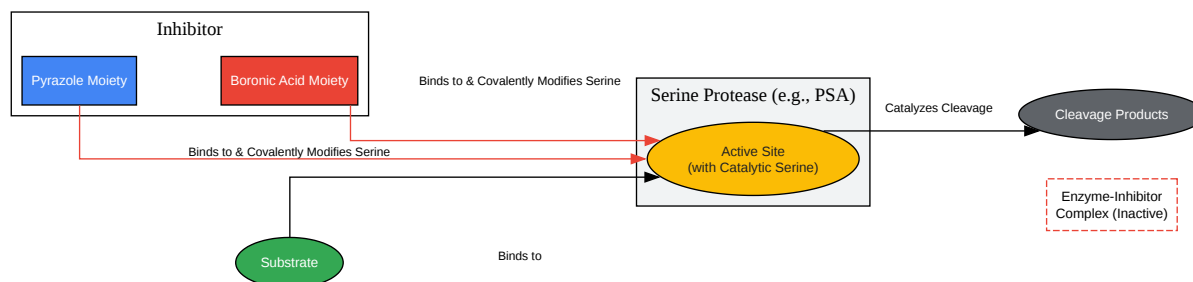 Inhibitor
Pyrazole Moiety
Boronic Acid Moiety
Binds to & Covalently Modifies Serine
Serine Protease (e.g., PSA)
Catalyzes Cleavage
Cleavage Products
Binds to & Covalently Modifies Serine
Active Site
(with Catalytic Serine)
Enzyme-Inhibitor
Complex (Inactive)
Substrate
Binds to